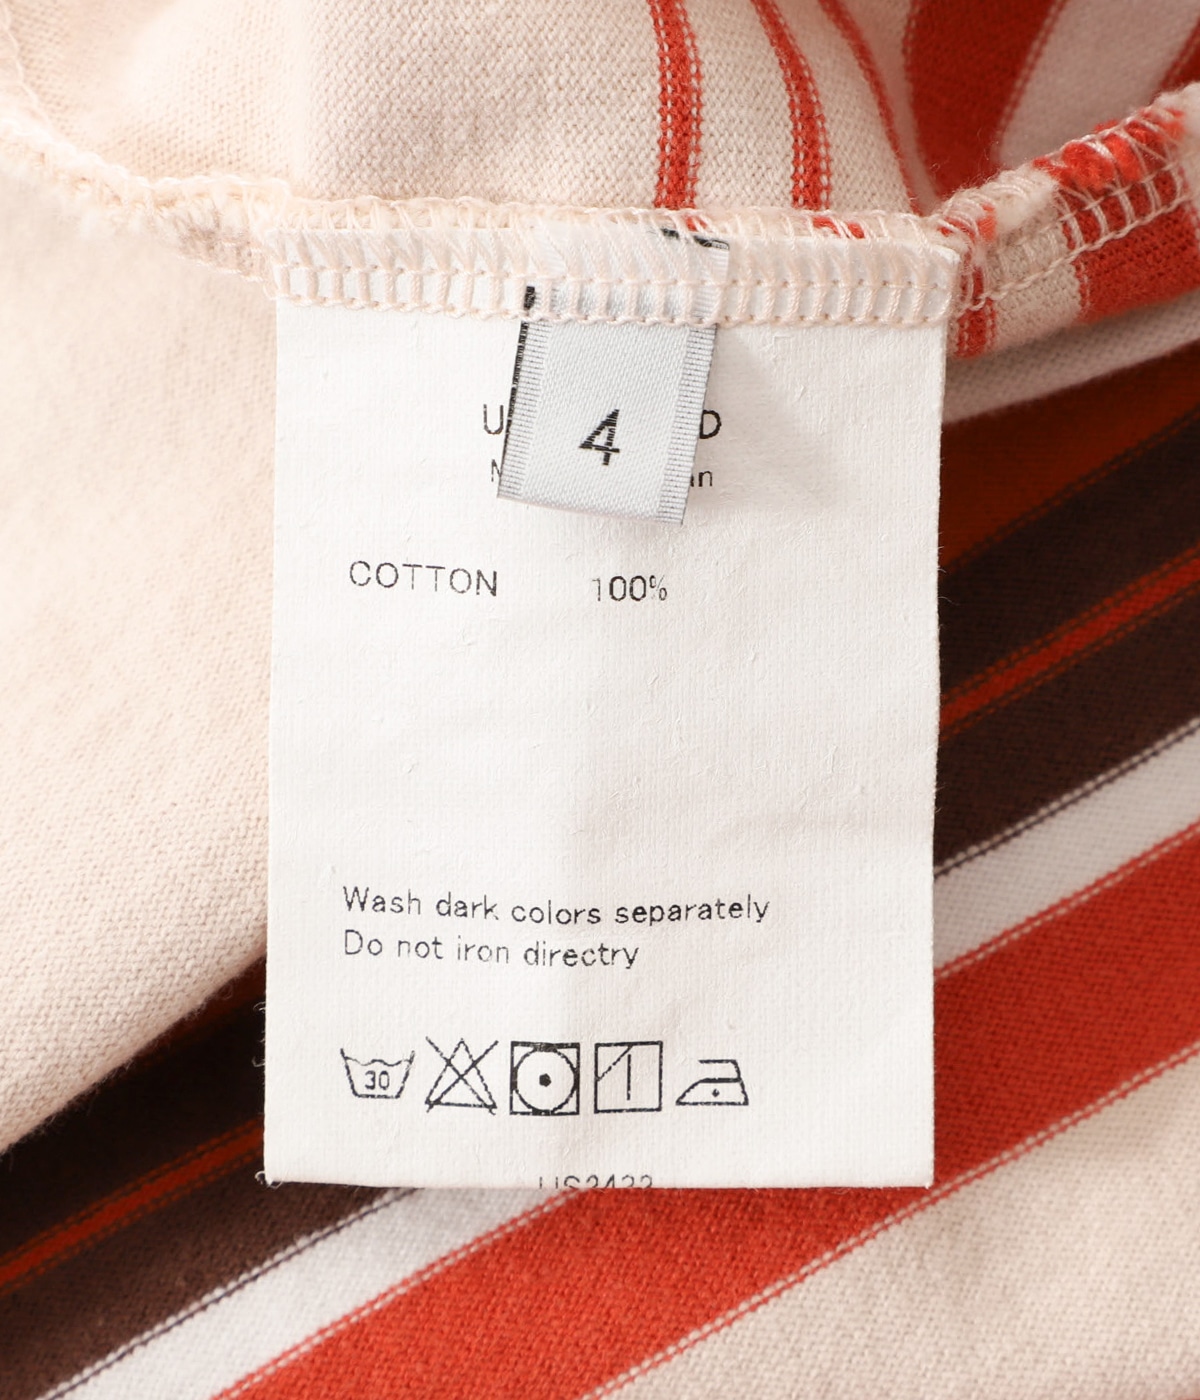 4
COTTON 100%
Wash dark colors separately
Do not iron directry
30